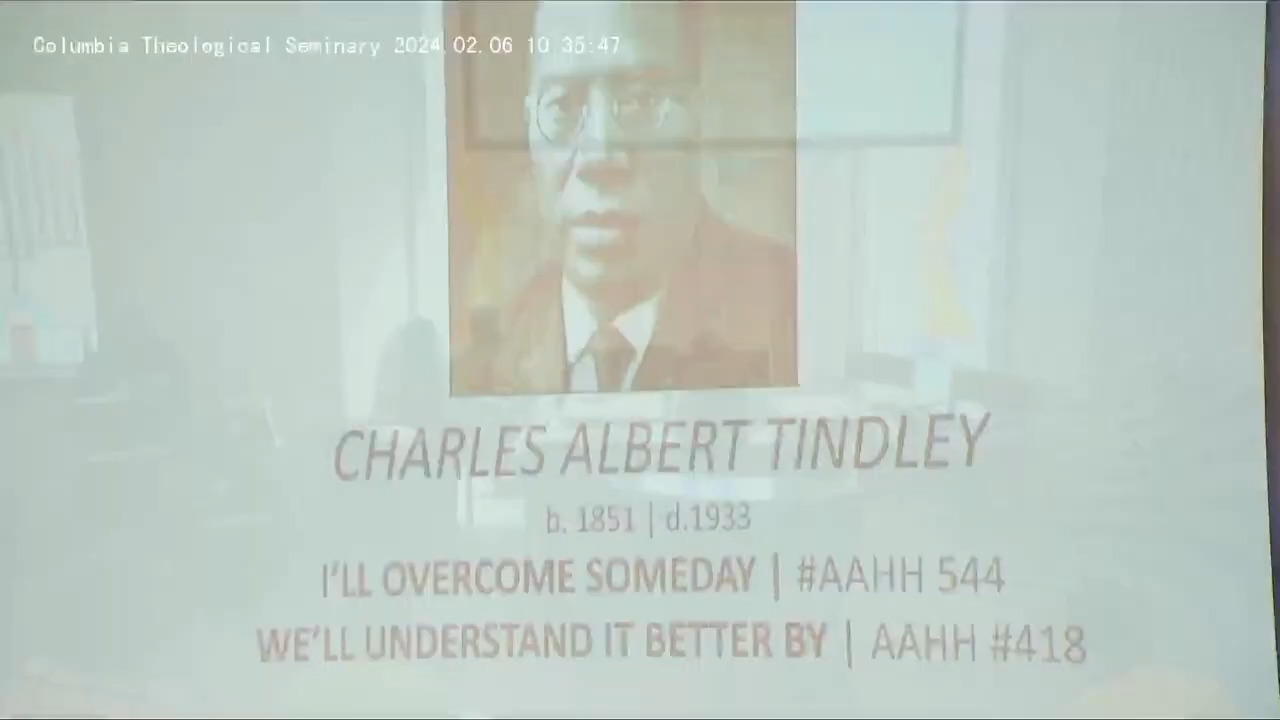 Columbia Theological Seminary 2024.02.06 10 35:47
CHARLES ALBERT TINDLEY
b. 1851 | d.1933
I'LL OVERCOME SOMEDAY | #AAHH 544
WE'LL UNDERSTAND IT BETTER BY | AAHH #418